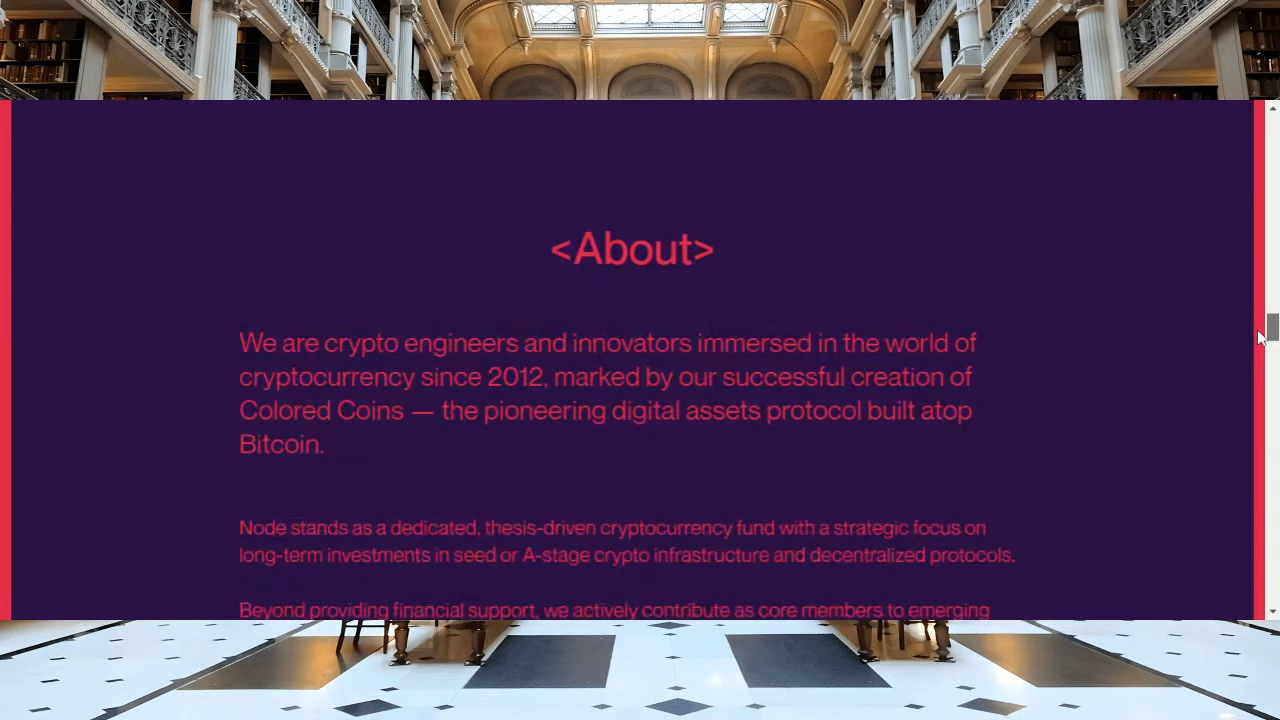 <About>
We are crypto engineers and innovators immersed in the world of
cryptocurrency since 2012, marked by our successful creation of
Colored Coins — the pioneering digital assets protocol built atop
Bitcoin.
Node stands as a dedicated, thesis-driven cryptocurrency fund with a strategic focus on
long-term investments in seed or A-stage crypto infrastructure and decentralized protocols.
Beyond providing financial support, we actively contribute as core members to emerging